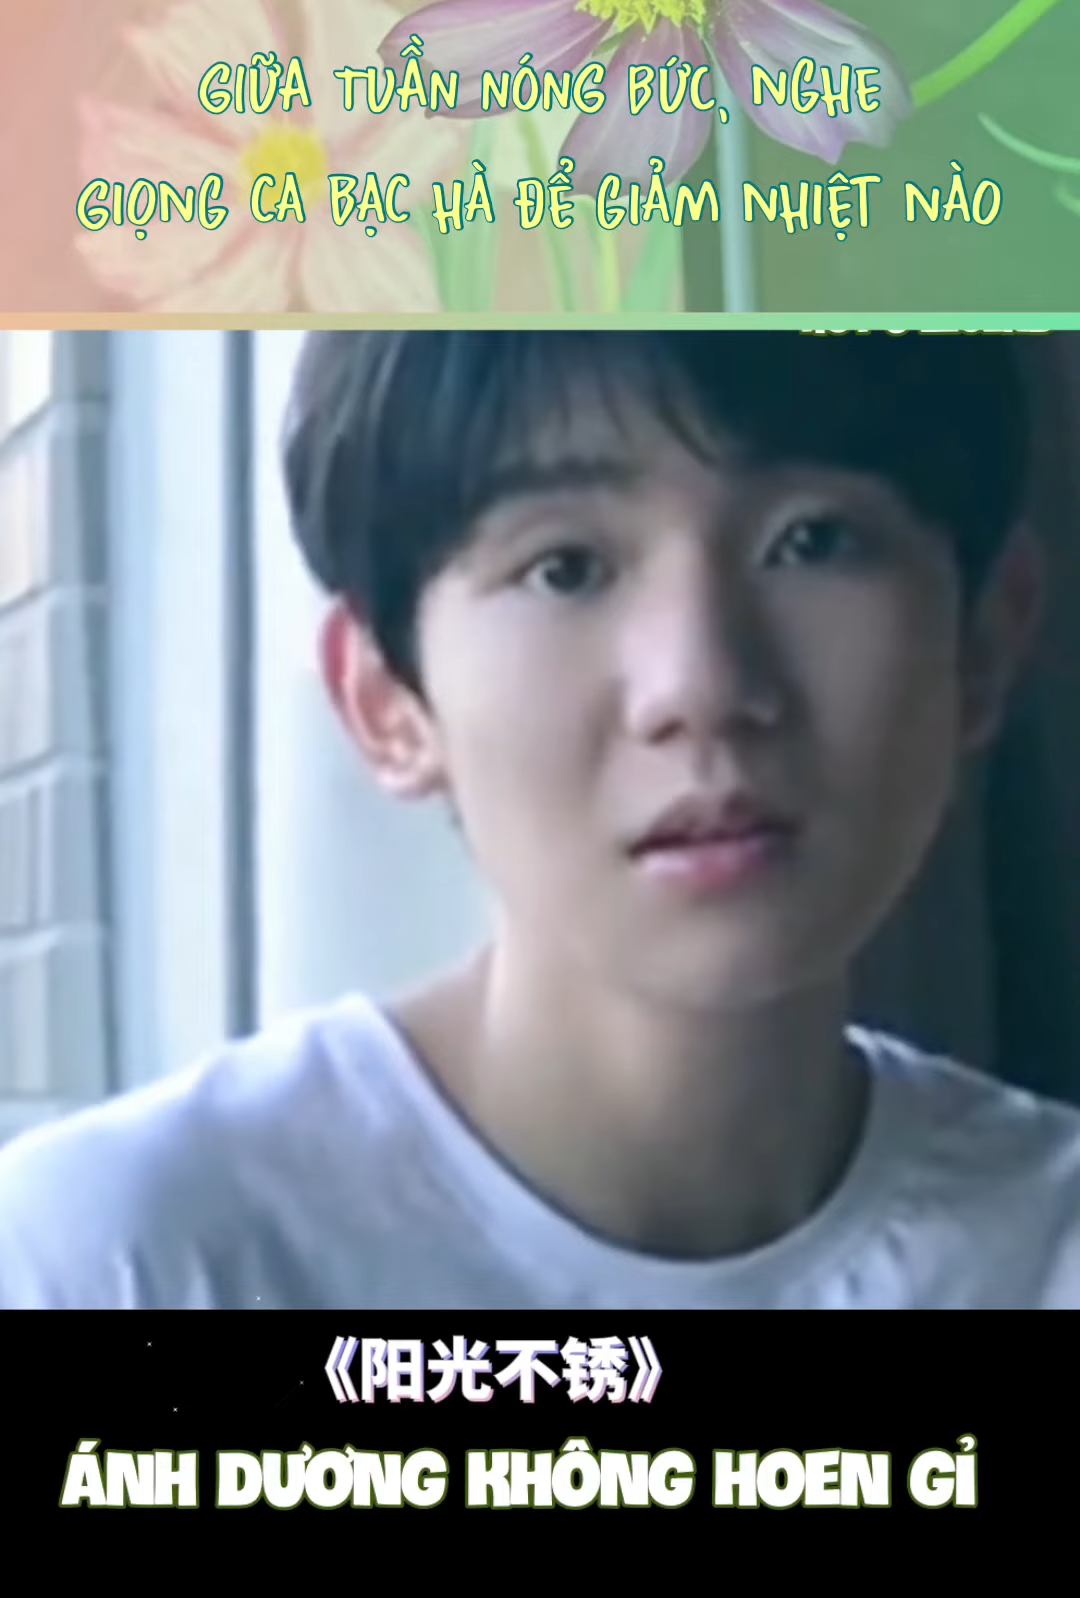 GIỮA TUẦN NÓNG BỨC, NGHE
GIỌNG CA BẠC HÀ ĐỂ GIẢM NHIỆT NÀO
《阳光不锈》
ÁNH DƯƠNG KHÔNG HOEN GỈ